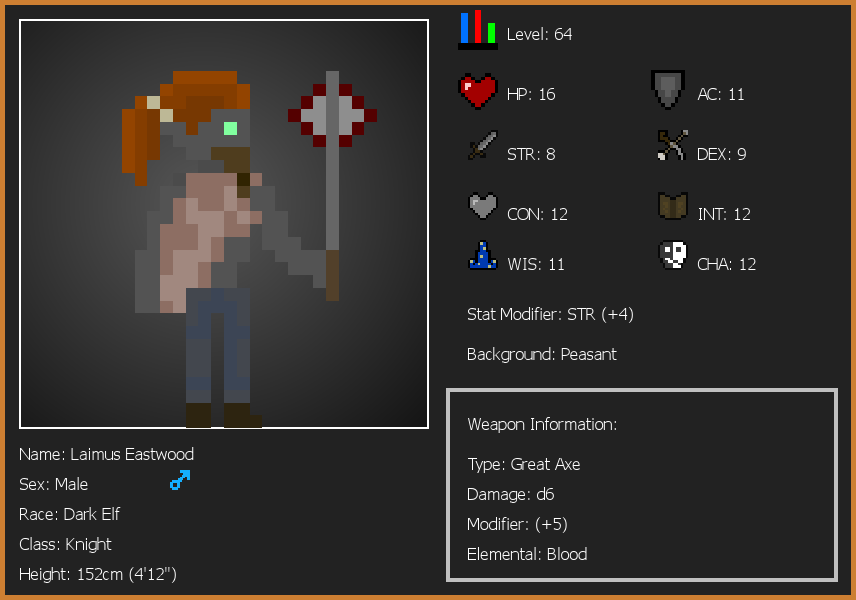 Level: 64
HP: 16
AC: 11
STR: 8
DEX: 9
CON: 12
INT: 12
WIS: 11
CHA: 12
Stat Modifier: STR (+4)
Background: Peasant
Weapon Information:
Type: Great Axe
Damage: d6
Modifier: (+5)
Elemental: Blood
Name: Laimus Eastwood
Sex: Male
Race: Dark Elf
Class: Knight
Height: 152cm (4'12")